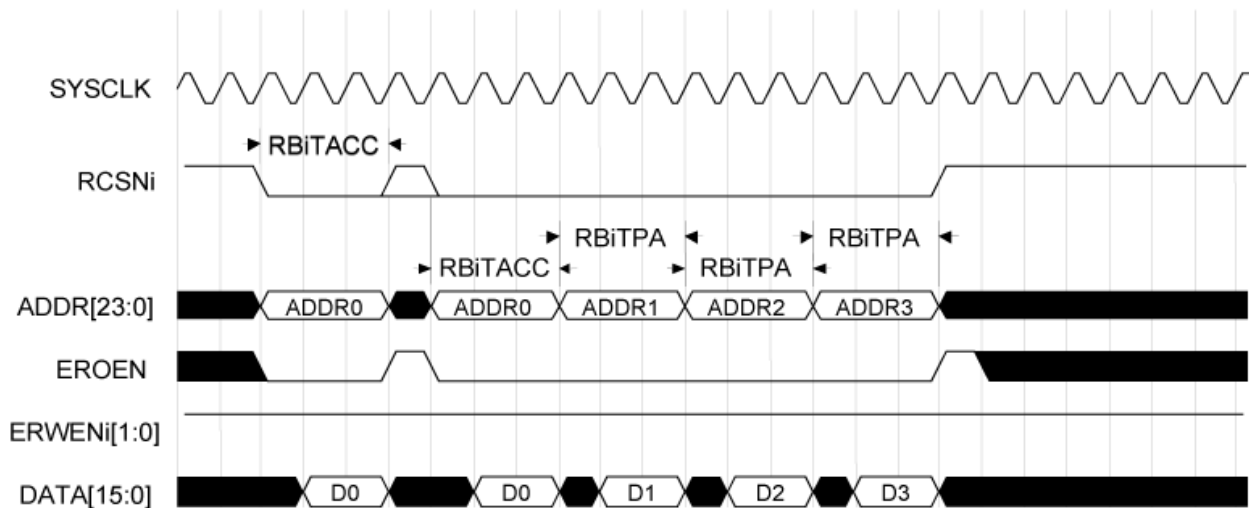 SYSCLK
RBiTACC
RCSNi
RBiTPA RBiTPA
RBiTACC RBiTPA
ADDR[23:0] ADDR0 ADDR0 ADDR1 ADDR2 ADDR3
EROEN
ERWENi[1:0]
DATA[15:0] D0 D0 D1 D2 D3